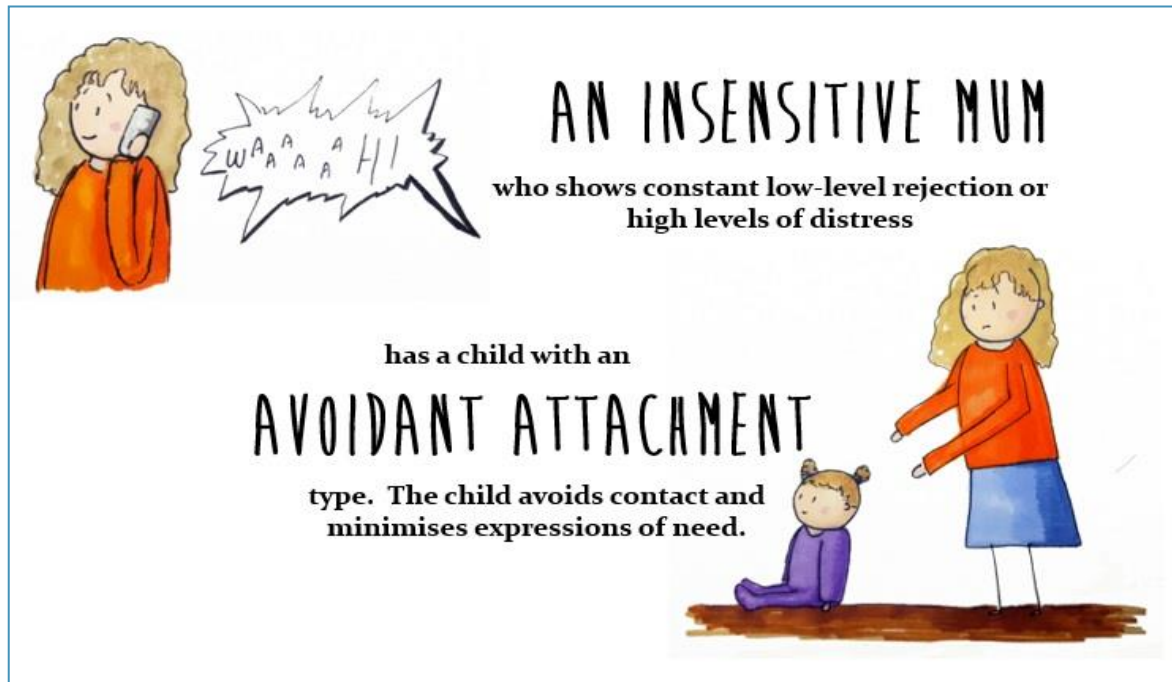 WAAAAAAH!
AN INSENSITIVE MUM
who shows constant low-level rejection or
high levels of distress
has a child with an
AVOIDANT ATTACHMENT
type.  The child avoids contact and
minimises expressions of need.